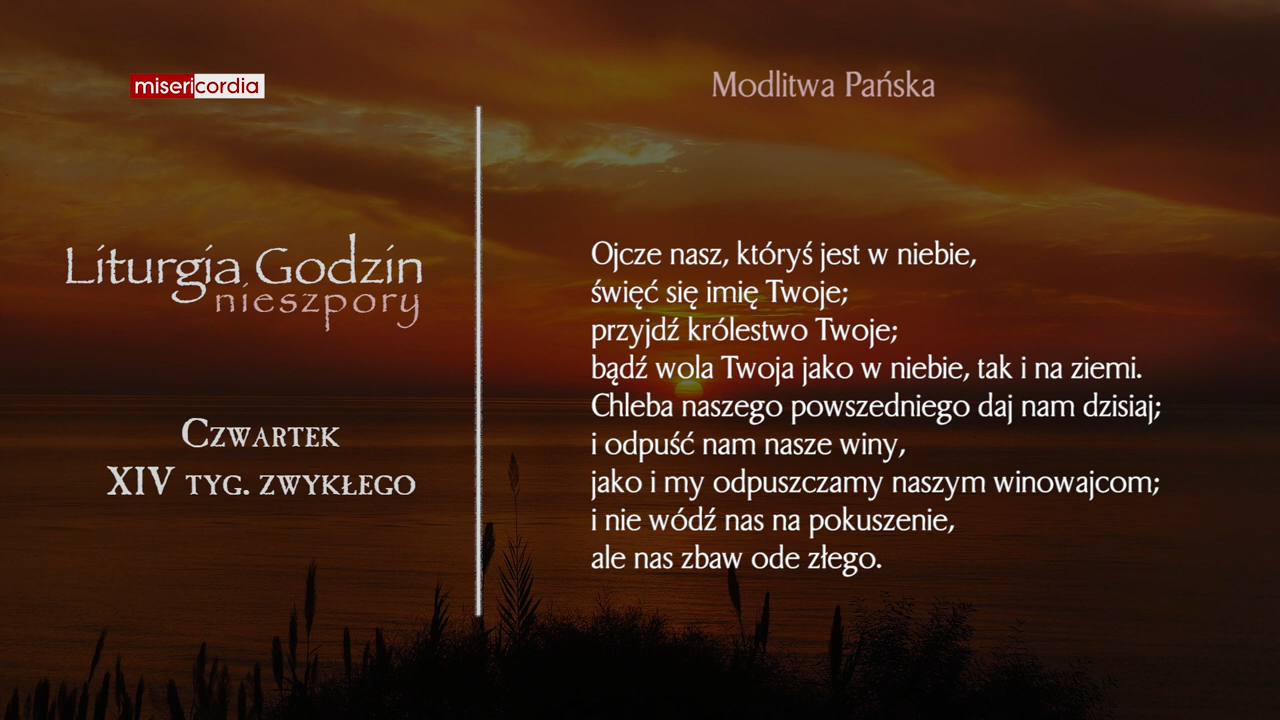 misericordia
Liturgia Godzin
nieszpory
Czwartek
XIV tyg. zwykłego
Modlitwa Pańska
Ojcze nasz, któryś jest w niebie,
święć się imię Twoje;
przyjdź królestwo Twoje;
bądź wola Twoja jako w niebie, tak i na ziemi.
Chleba naszego powszedniego daj nam dzisiaj;
i odpuść nam nasze winy,
jako i my odpuszczamy naszym winowajcom;
i nie wódź nas na pokuszenie,
ale nas zbaw ode złego.